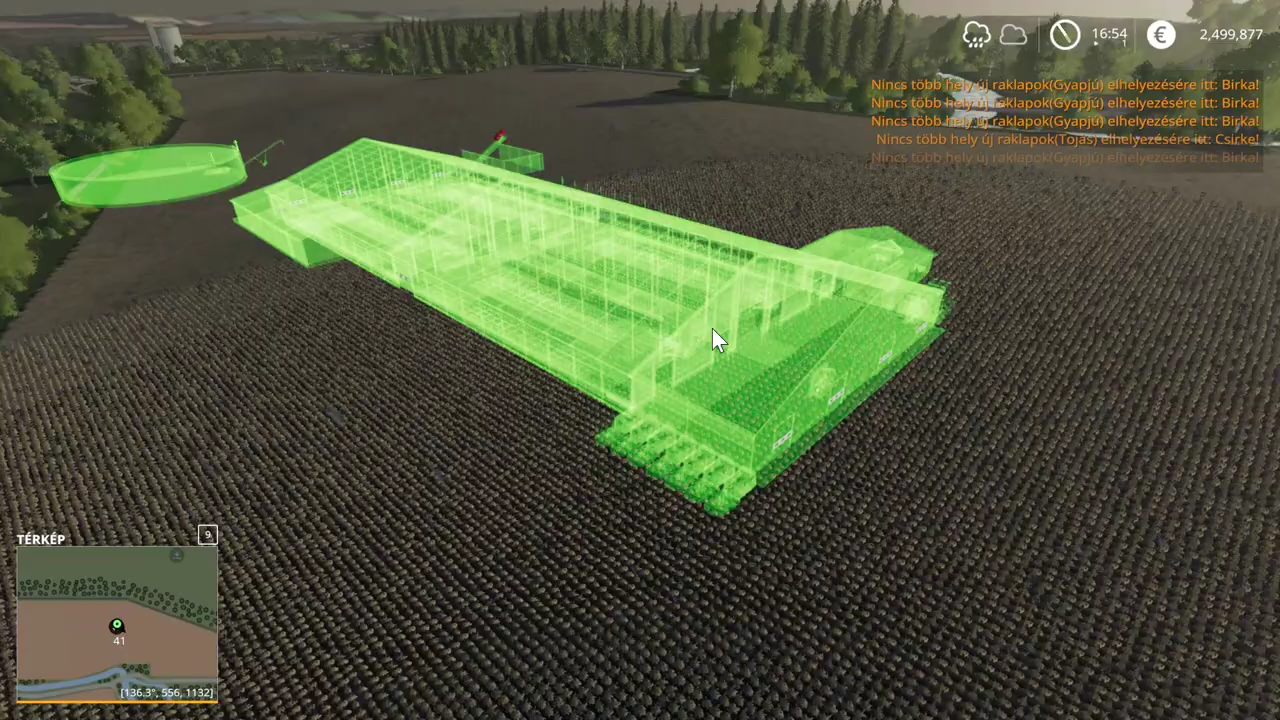 16:54
1
€
2,499,877
Nincs több hely új raklapok(Gyapjú) elhelyezésére itt: Birka!
Nincs több hely új raklapok(Gyapjú) elhelyezésére itt: Birka!
Nincs több hely új raklapok(Gyapjú) elhelyezésére itt: Birka!
Nincs több hely új raklapok(Tojás) elhelyezésére itt: Csirke!
Nincs több hely új raklapok(Gyapjú) elhelyezésére itt: Birka!
TÉRKÉP
9
41
[136.3°, 556, 1132]